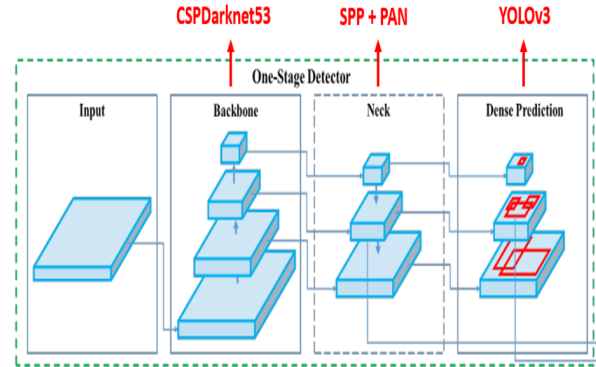 CSPDarknet53 SPP + PAN YOLOv3
One-Stage Detector
Input Backbone Neck Dense Prediction